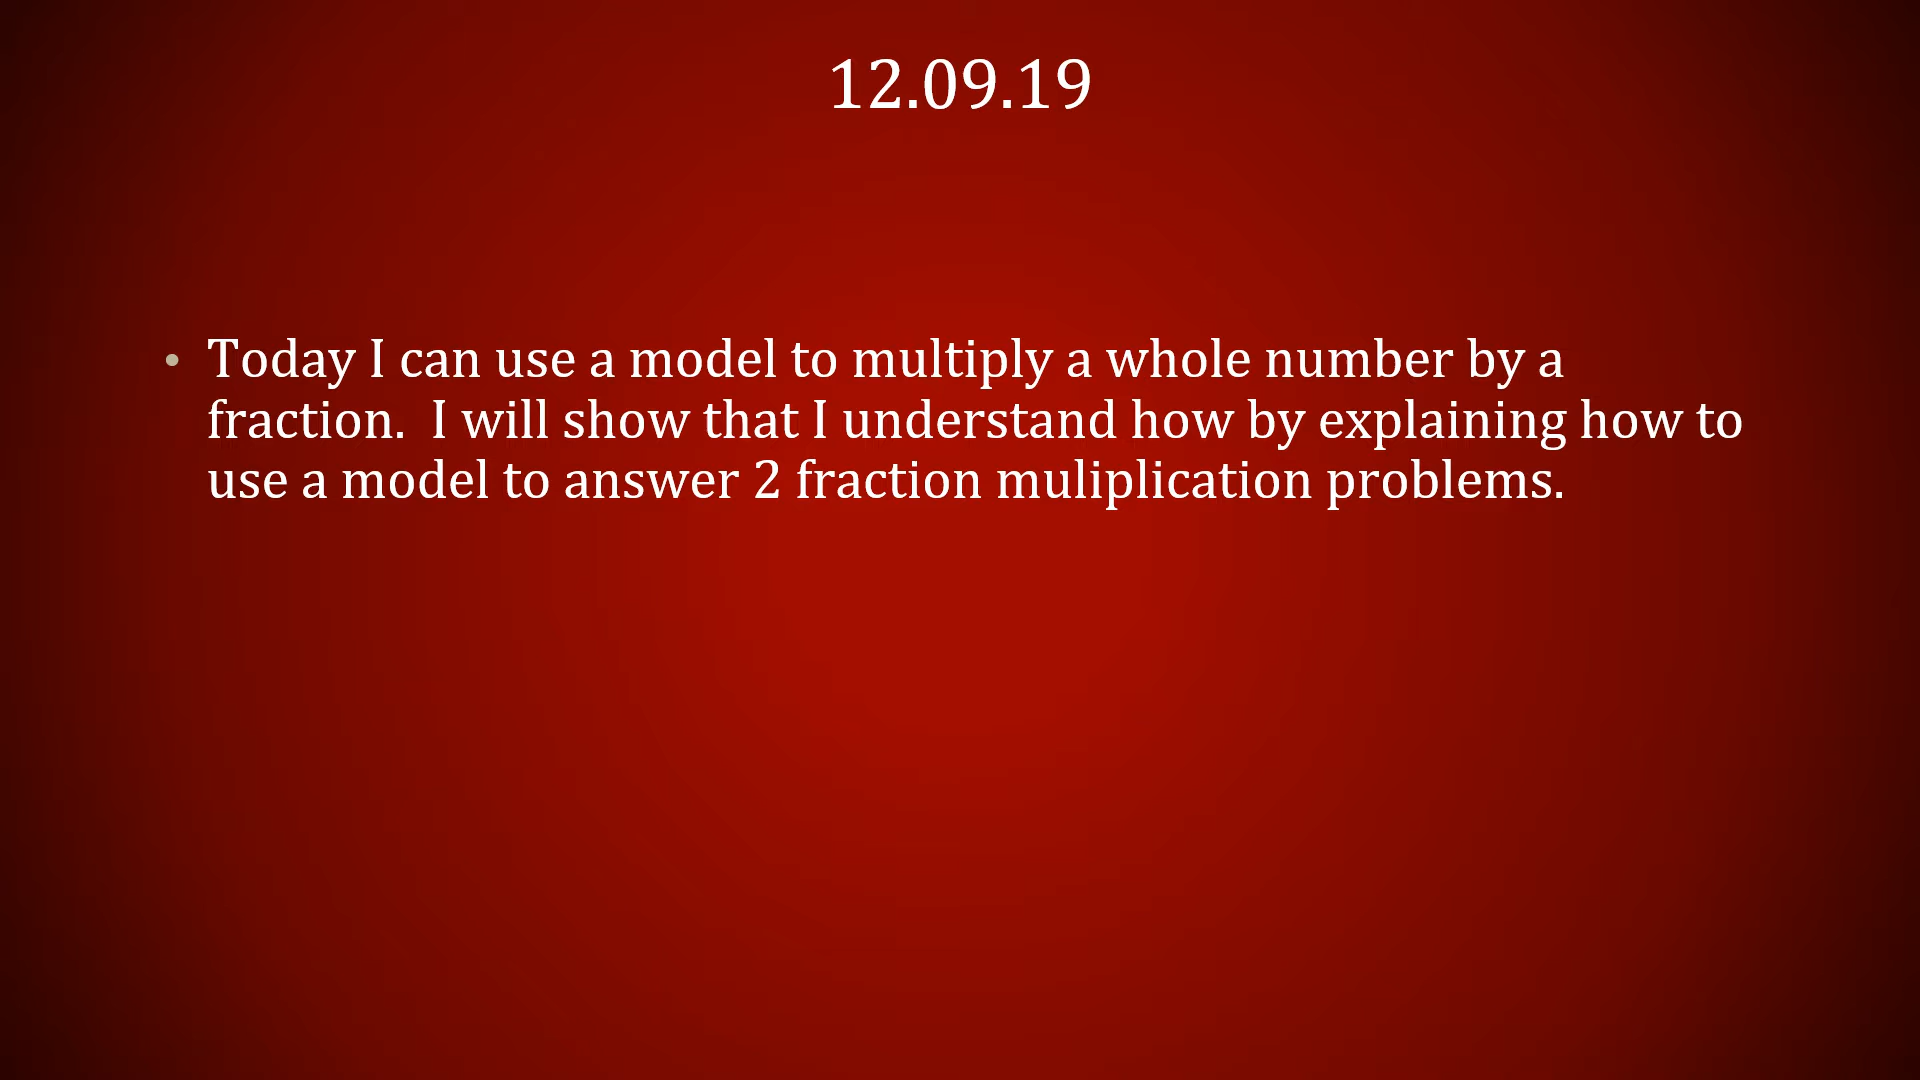 12.09.19
• Today I can use a model to multiply a whole number by a
fraction.  I will show that I understand how by explaining how to
use a model to answer 2 fraction muliplication problems.